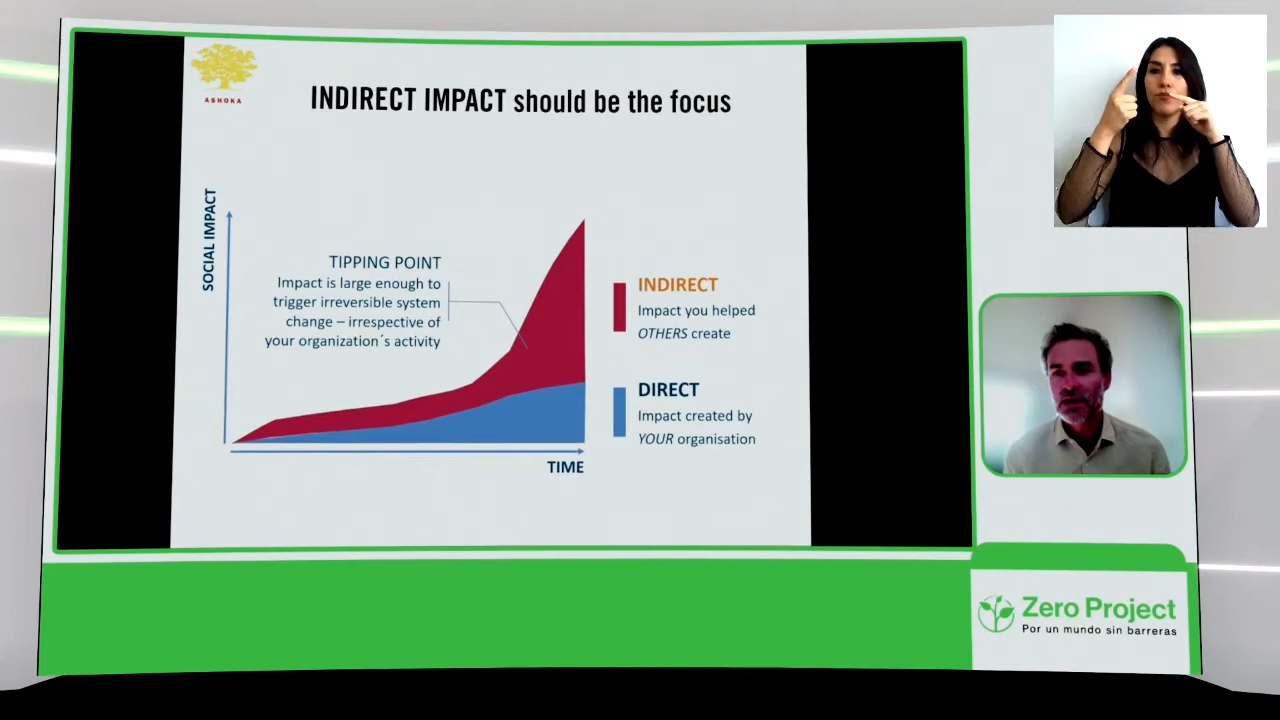 ASHOKA
INDIRECT IMPACT should be the focus
SOCIAL IMPACT
TIPPING POINT
Impact is large enough to
trigger irreversible system
change – irrespective of
your organization´s activity
INDIRECT
Impact you helped
OTHERS create
DIRECT
Impact created by
YOUR organisation
TIME
Zero Project
Por un mundo sin barreras